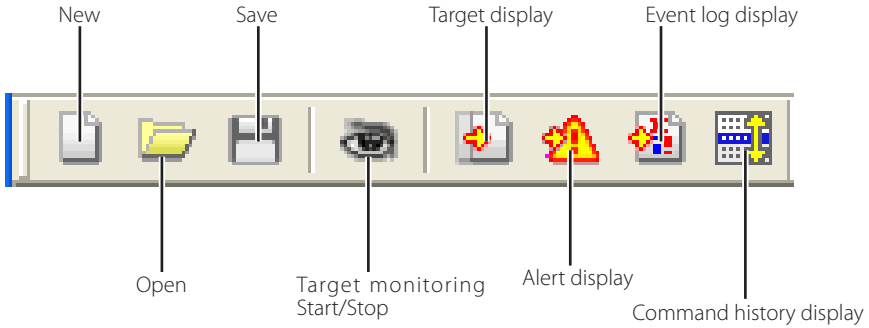 New
Save
Target display
Event log display
Open
Target monitoring
Start/Stop
Alert display
Command history display